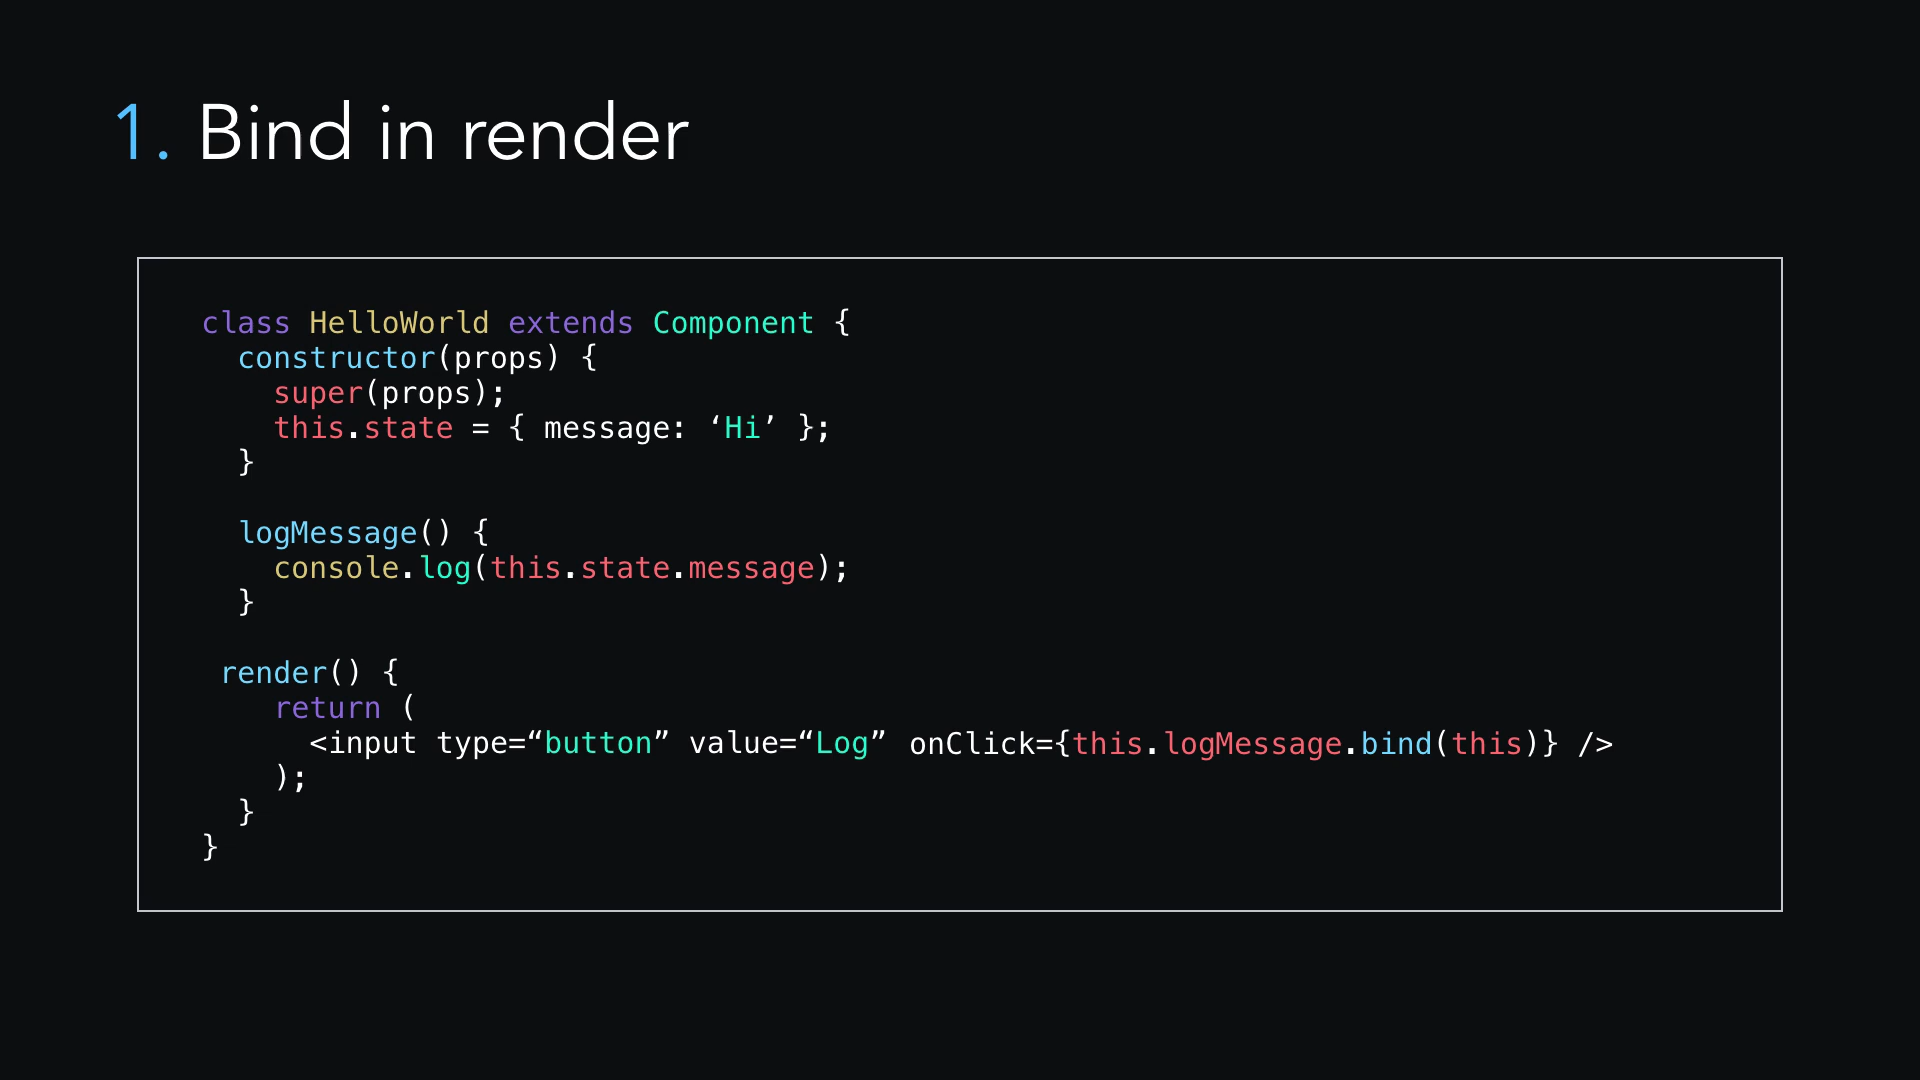 1. Bind in render
class HelloWorld extends Component {
  constructor(props) {
    super(props);
    this.state = { message: ‘Hi’ };
  }

  logMessage() {
    console.log(this.state.message);
  }

 render() {
    return (
      <input type=“button” value=“Log” onClick={this.logMessage.bind(this)} />
    );
  }
}